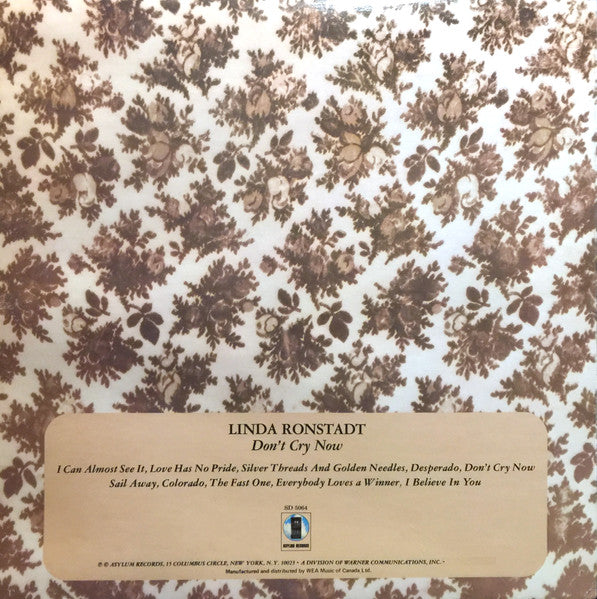 LINDA RONSTADT
Don't Cry Now
I Can Almost See It, Love Has No Pride, Silver Threads And Golden Needles, Desperado, Don't Cry Now
Sail Away, Colorado, The Fast One, Everybody Loves a Winner, I Believe In You
SD 5064
ASYLUM RECORDS
℗ © ASYLUM RECORDS, 15 COLUMBUS CIRCLE, NEW YORK, N. Y. 10023 • A DIVISION OF WARNER COMMUNICATIONS, INC. •
Manufactured and distributed by WEA Music of Canada Ltd.